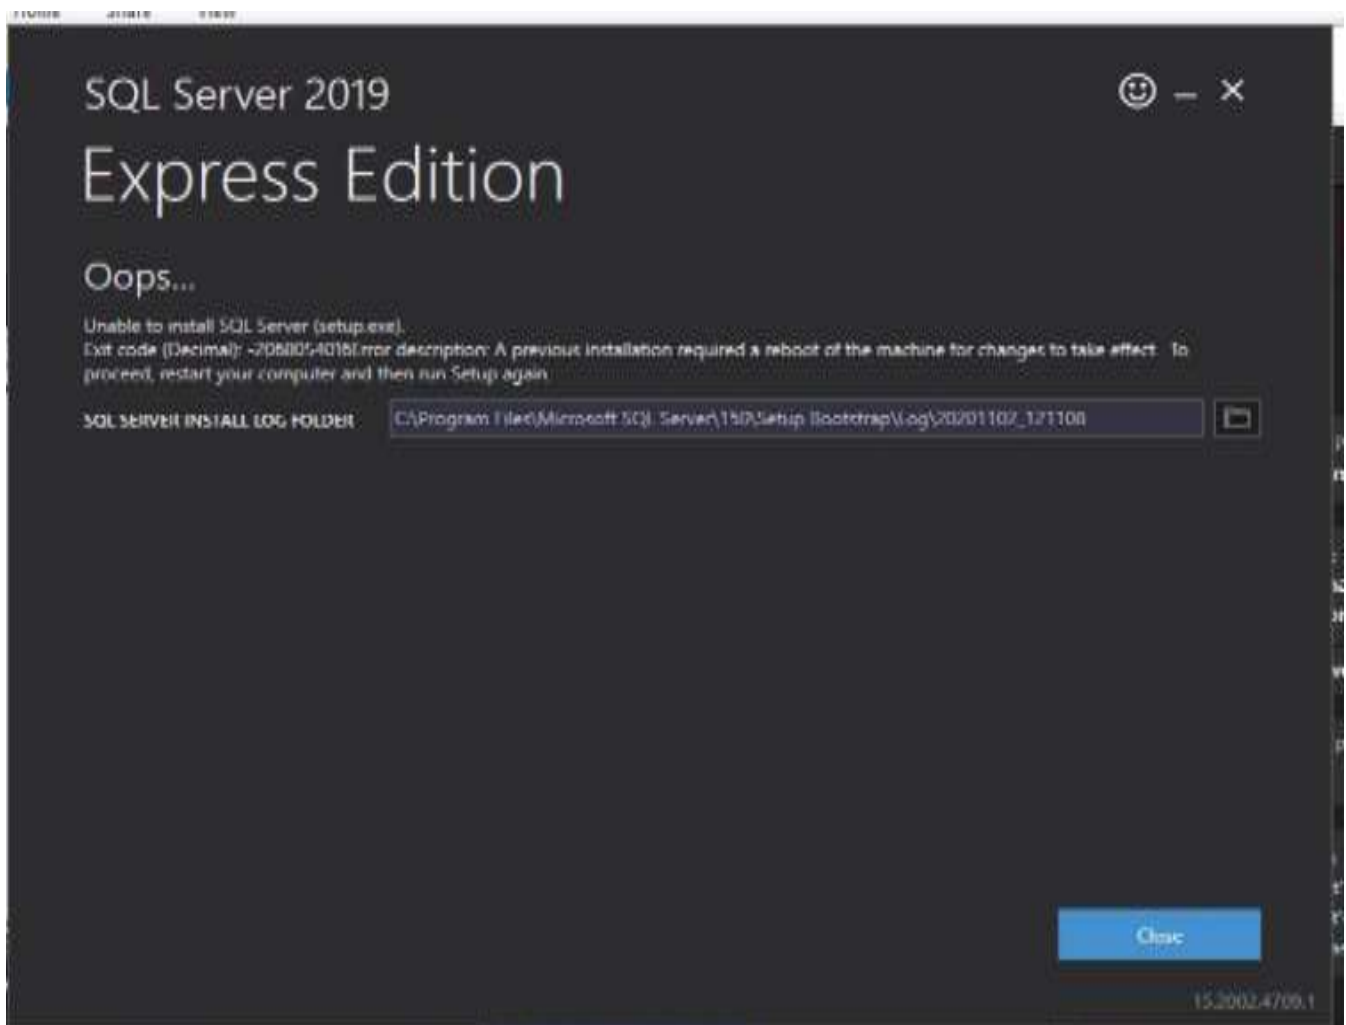 Home Share View
SQL Server 2019
Express Edition
Oops...
Unable to install SQL Server (setup.exe).
Exit code (Decimal): -2068054016Error description: A previous installation required a reboot of the machine for changes to take effect. To
proceed, restart your computer and then run Setup again.
SQL SERVER INSTALL LOG FOLDER C:\Program Files\Microsoft SQL Server\150\Setup Bootstrap\Log\20201102_121108
Close
15.2002.4709.1